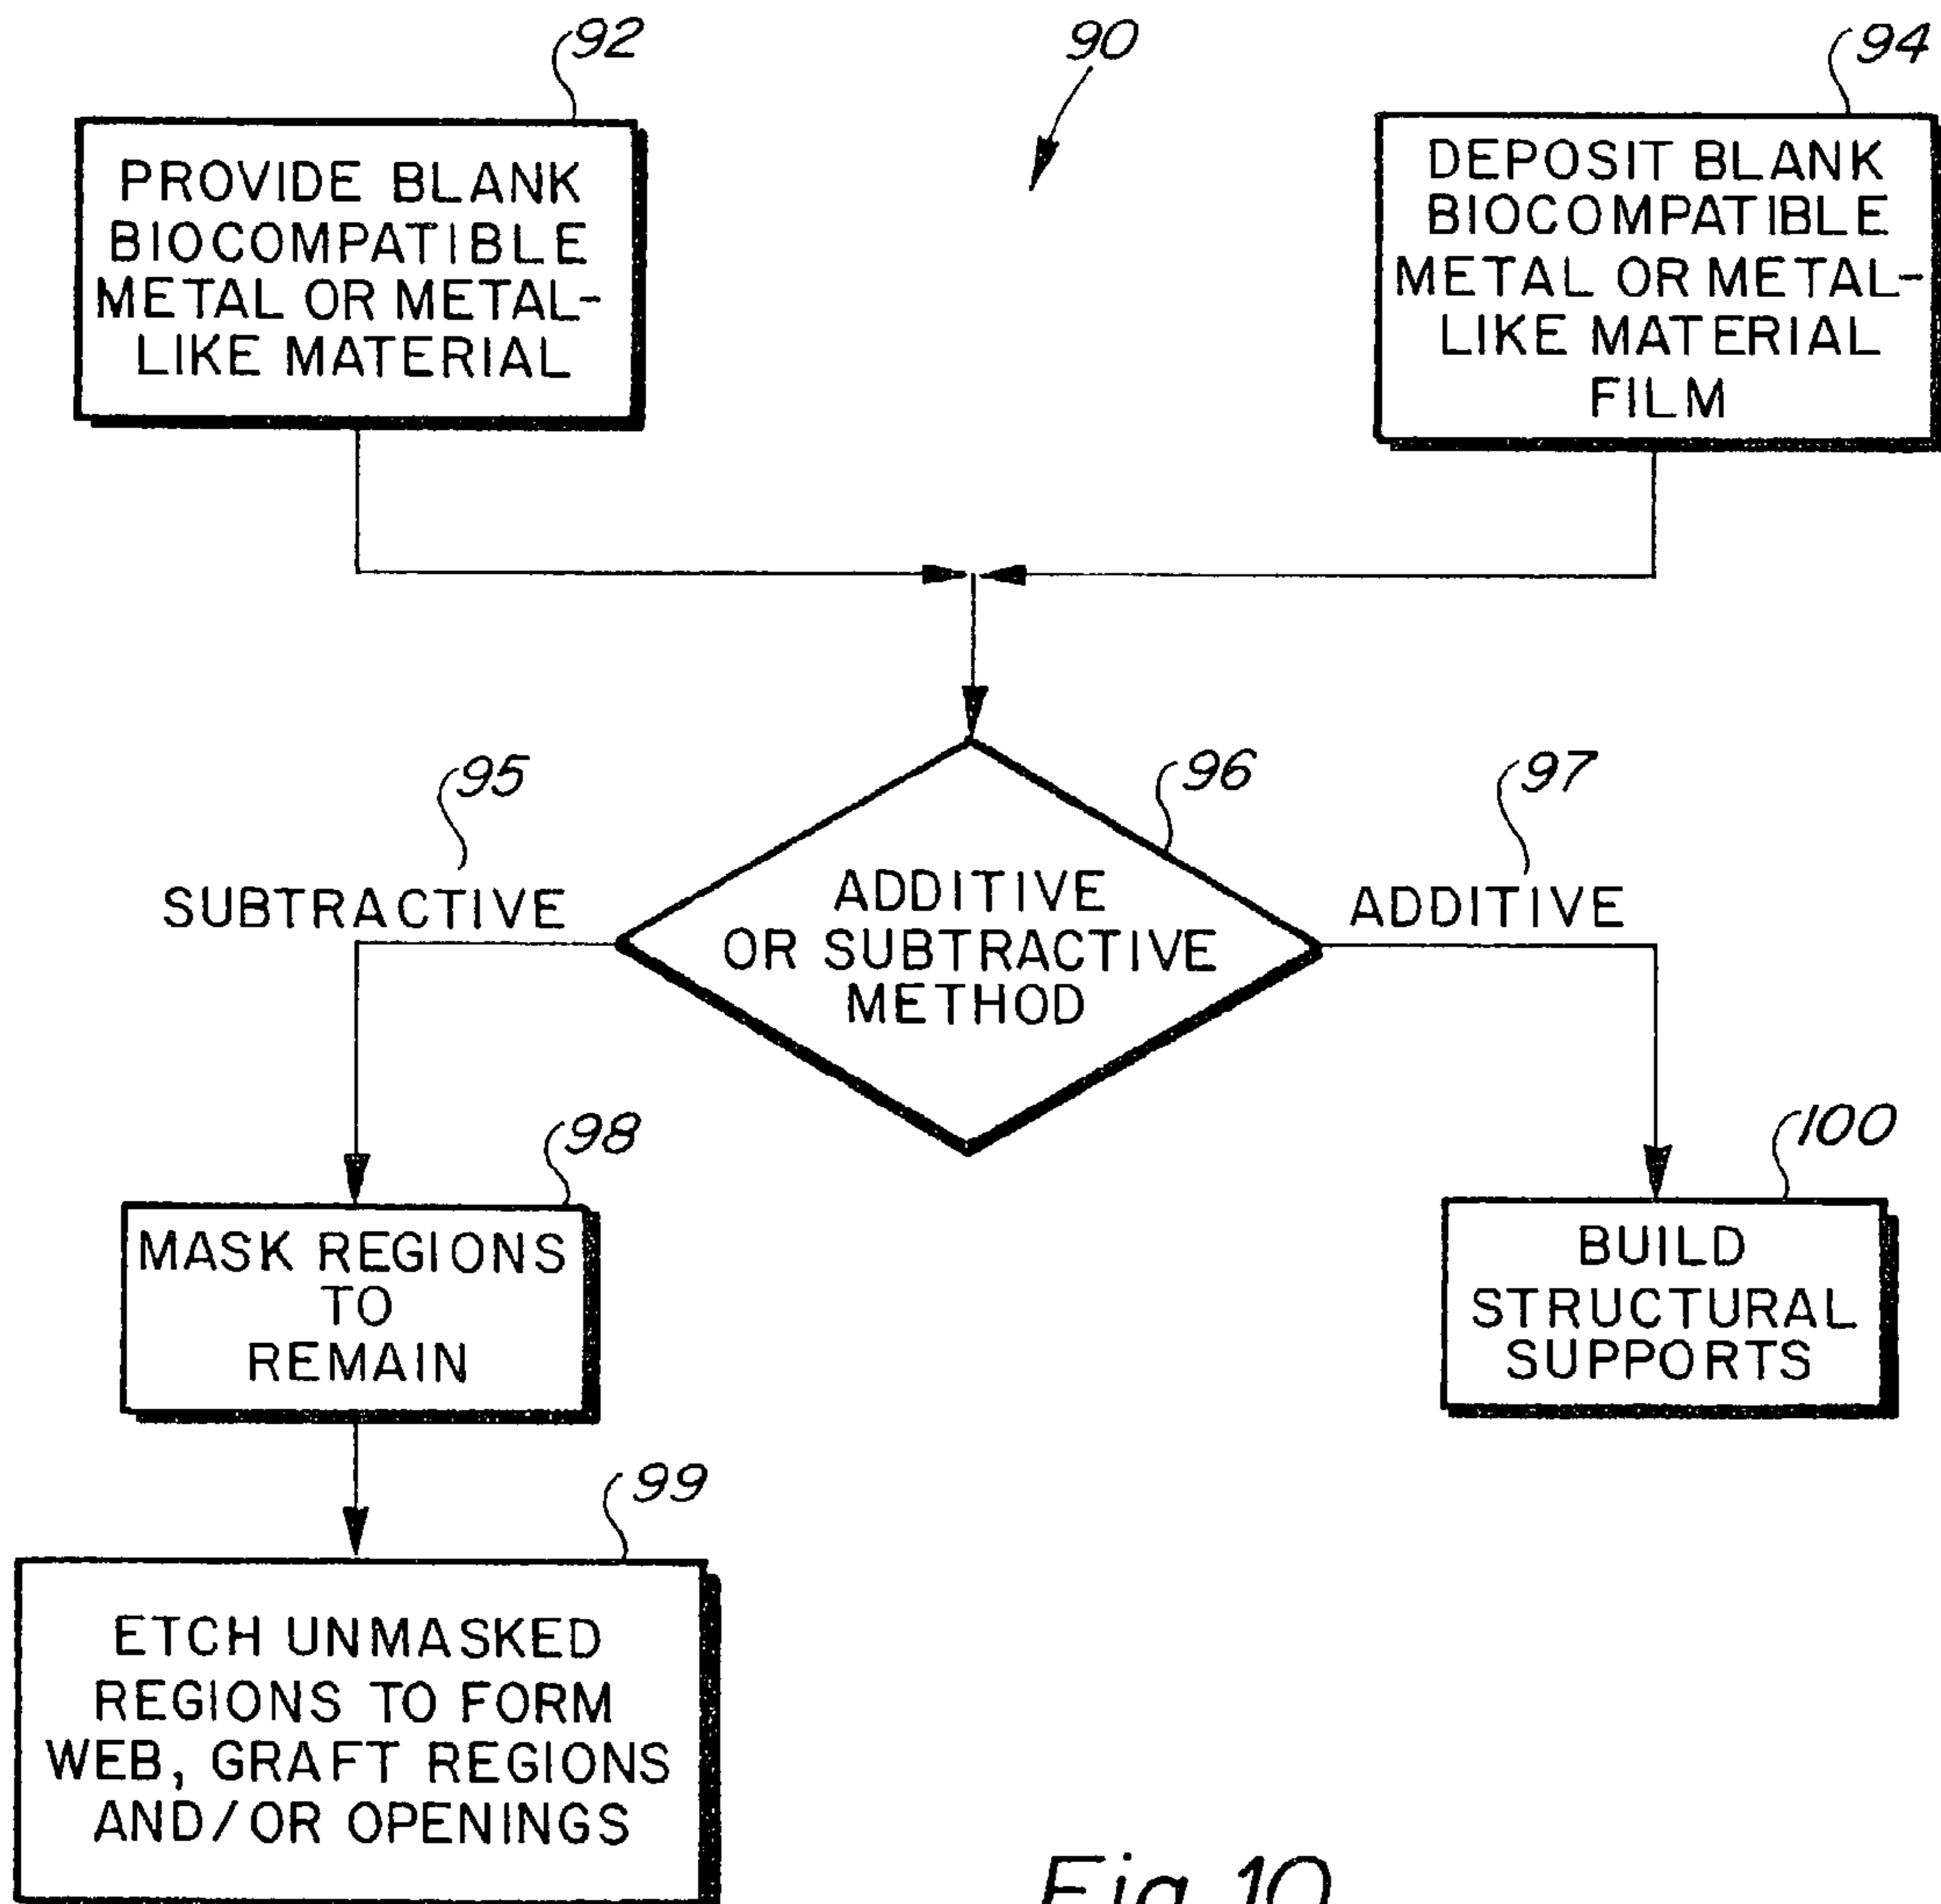 92
90
94
PROVIDE BLANK
BIOCOMPATIBLE
METAL OR METAL-
LIKE MATERIAL
DEPOSIT BLANK
BIOCOMPATIBLE
METAL OR METAL-
LIKE MATERIAL
FILM
95
96
97
SUBTRACTIVE
ADDITIVE
OR SUBTRACTIVE
METHOD
ADDITIVE
98
100
MASK REGIONS
TO
REMAIN
BUILD
STRUCTURAL
SUPPORTS
99
ETCH UNMASKED
REGIONS TO FORM
WEB, GRAFT REGIONS
AND/OR OPENINGS
Fig. 10